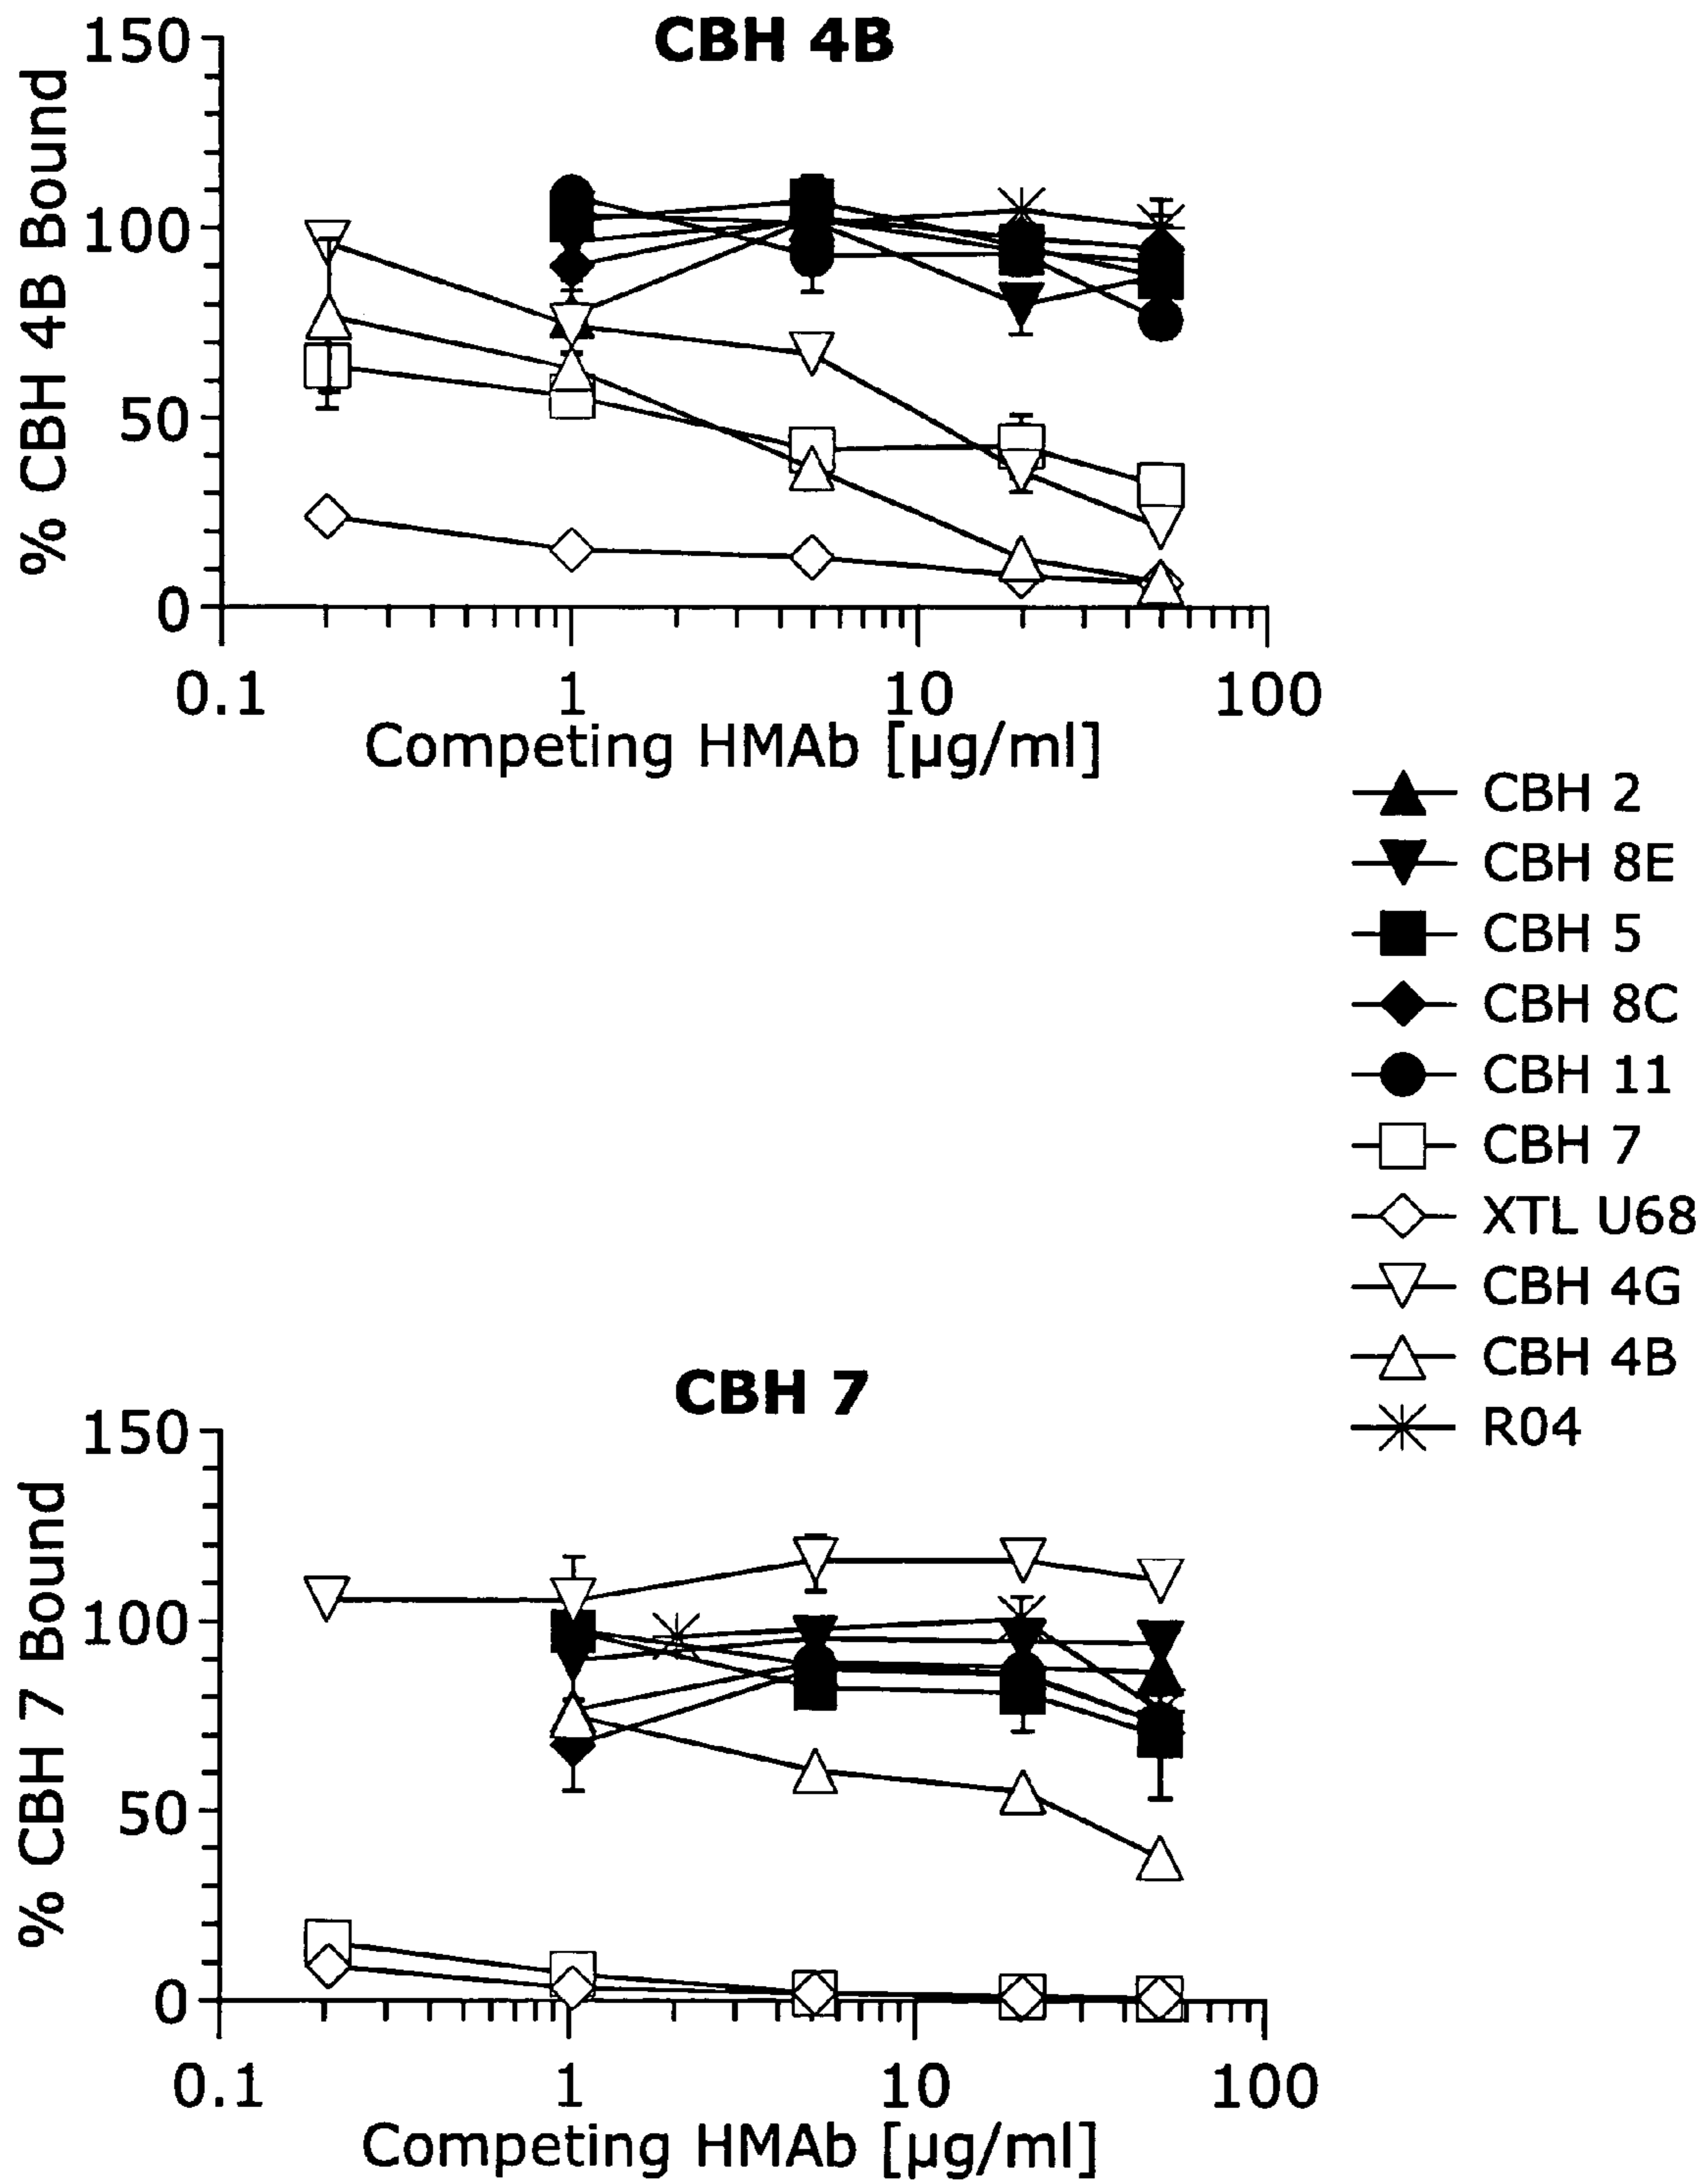 CBH 4B
% CBH 4B Bound
150
100
50
0
0.1 1 10 100
Competing HMAb [µg/ml]
CBH 2
CBH 8E
CBH 5
CBH 8C
CBH 11
CBH 7
XTL U68
CBH 4G
CBH 4B
R04
CBH 7
% CBH 7 Bound
150
100
50
0
0.1 1 10 100
Competing HMAb [µg/ml]